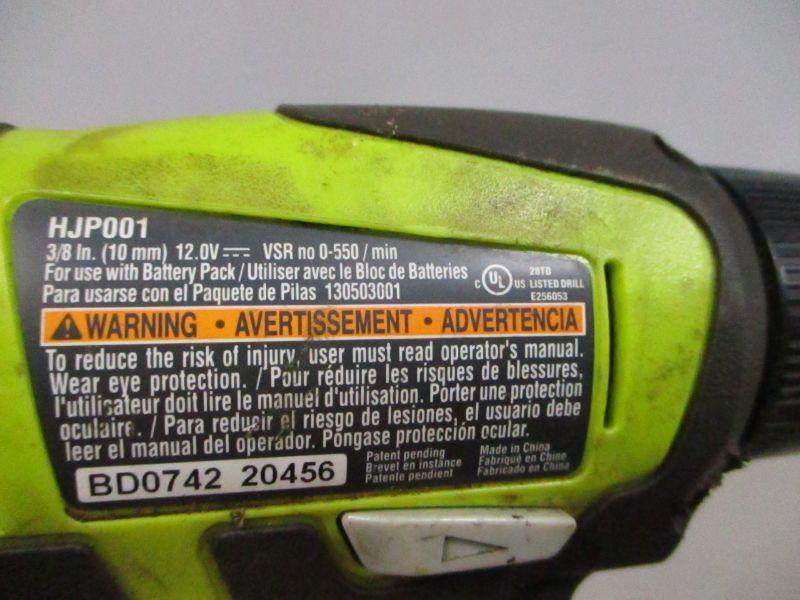 HJP001
3/8 In. (10 mm) 12.0V VSR no 0-550 / min
For use with Battery Pack / Utiliser avec le Bloc de Batteries
Para usarse con el Paquete de Pilas 130503001
C UL US
28TD
LISTED DRILL
E256053
WARNING • AVERTISSEMENT • ADVERTENCIA
To reduce the risk of injury, user must read operator's manual.
Wear eye protection. / Pour réduire les risques de blessures,
l'utilisateur doit lire le manuel d'utilisation. Porter une protection
oculaire. / Para reducir el riesgo de lesiones, el usuario debe
leer el manual del operador. Póngase protección ocular.
BD0742 20456
Patent pending
Brevet en instance
Patente pendient
Made in China
Fabriqué en Chine
Fabricado en China